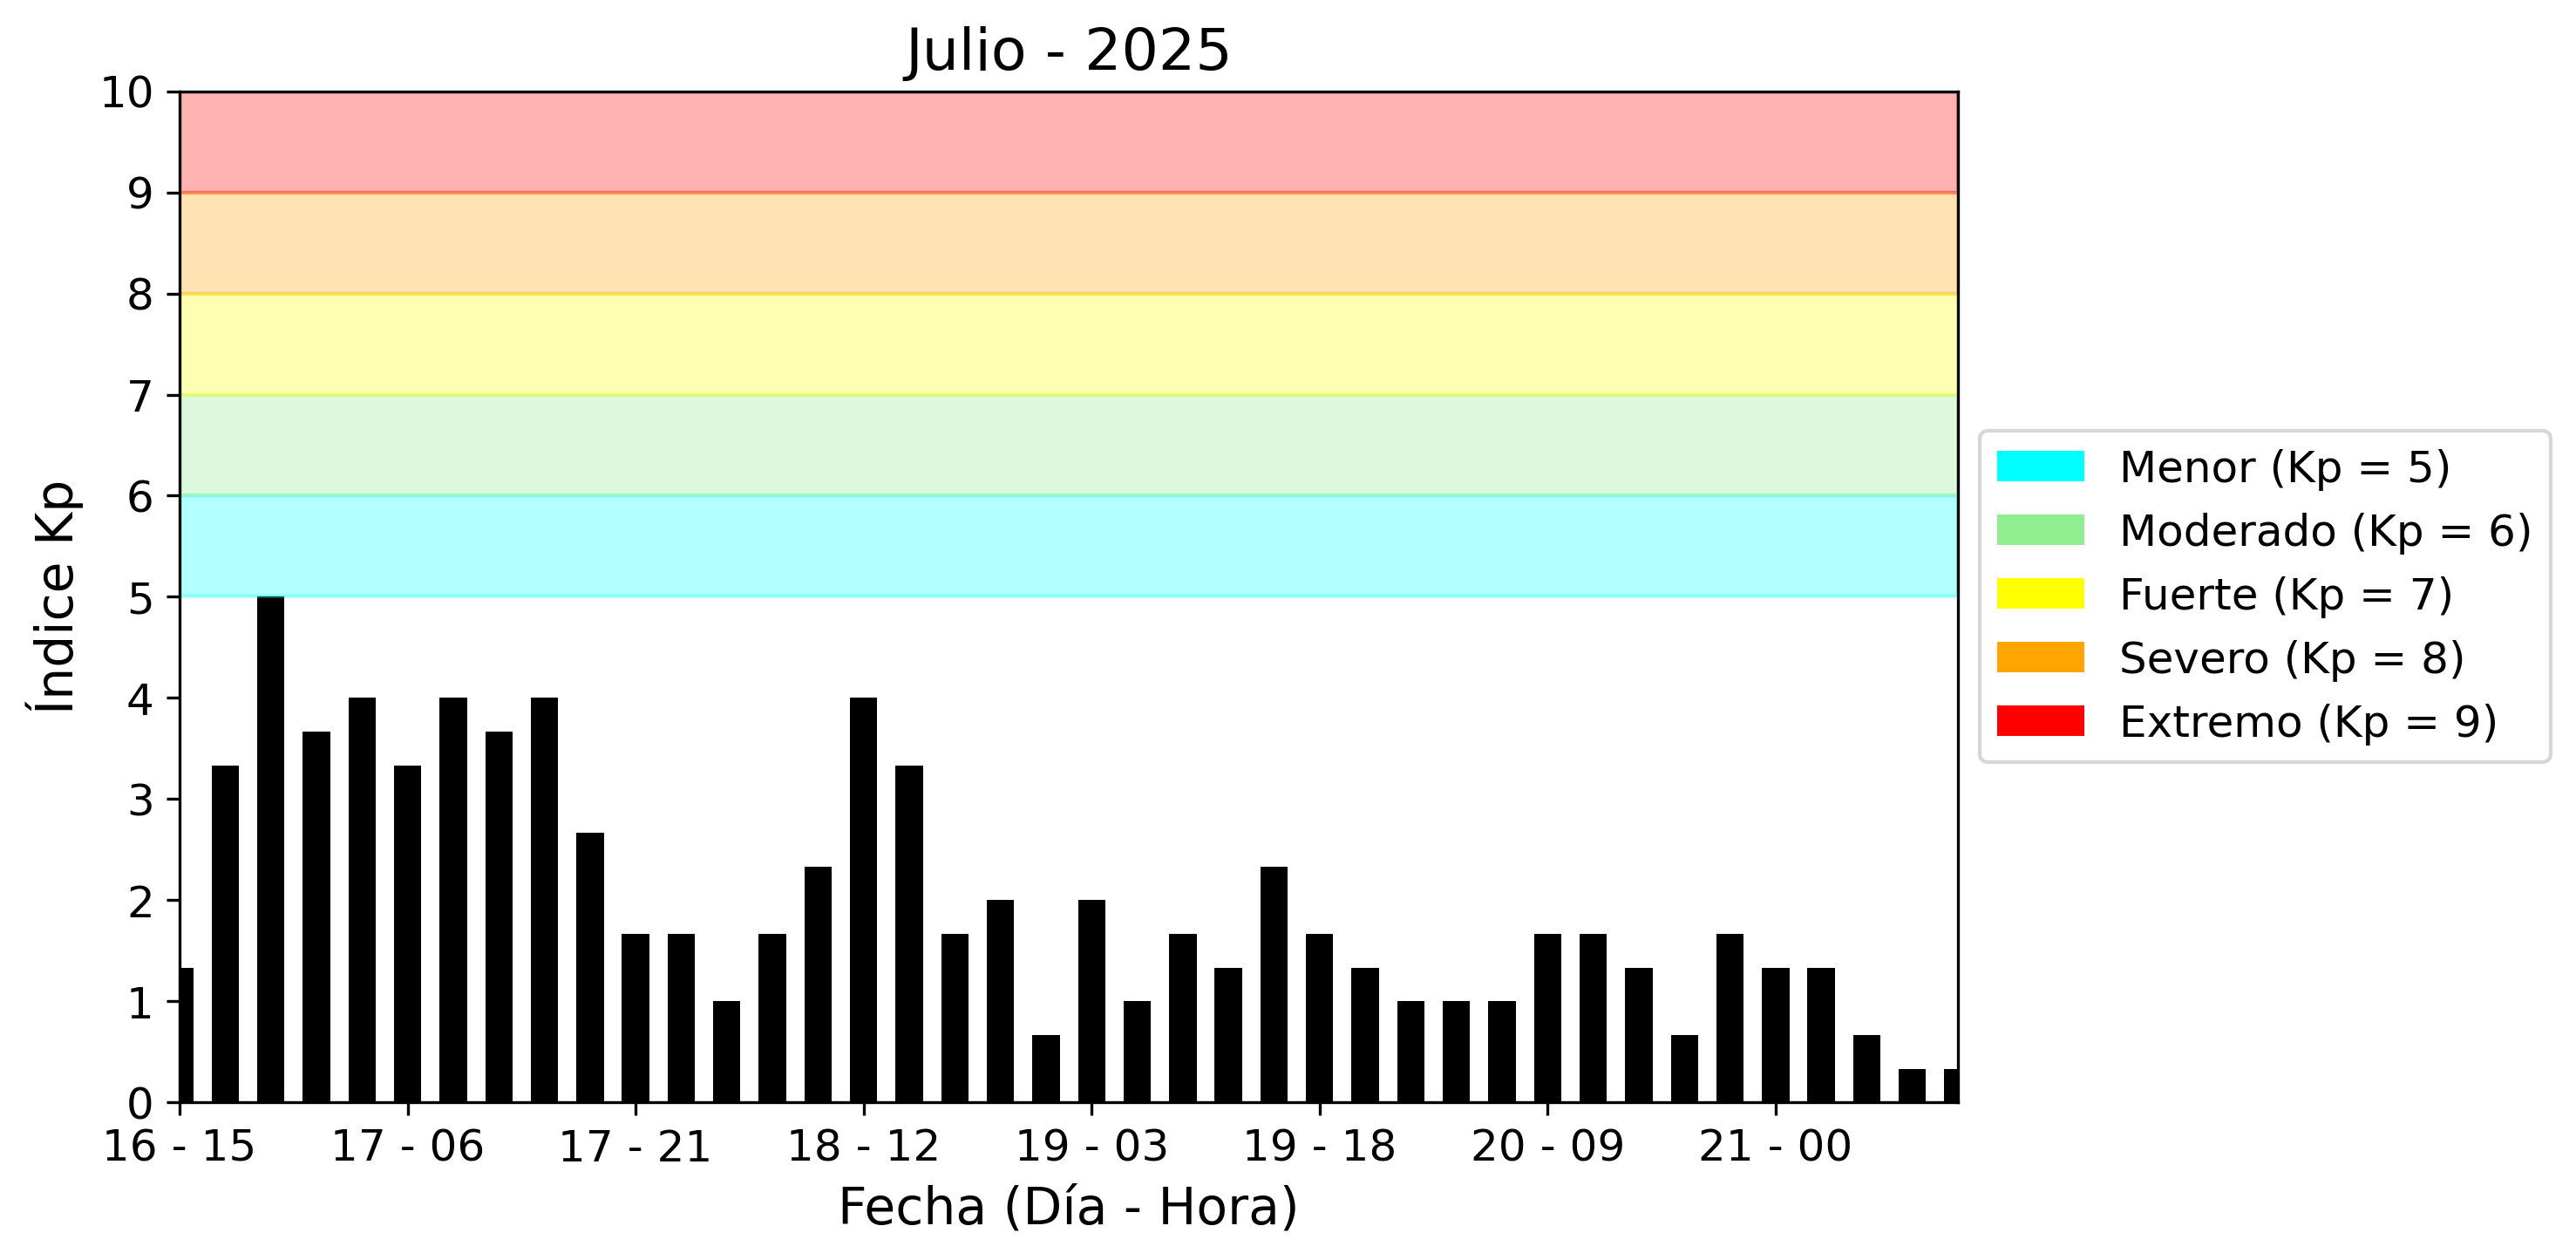 Julio - 2025
Índice Kp
10
9
8
7
6
5
4
3
2
1
0
16 - 15 17 - 06 17 - 21 18 - 12 19 - 03 19 - 18 20 - 09 21 - 00
Fecha (Día - Hora)
Menor (Kp = 5)
Moderado (Kp = 6)
Fuerte (Kp = 7)
Severo (Kp = 8)
Extremo (Kp = 9)